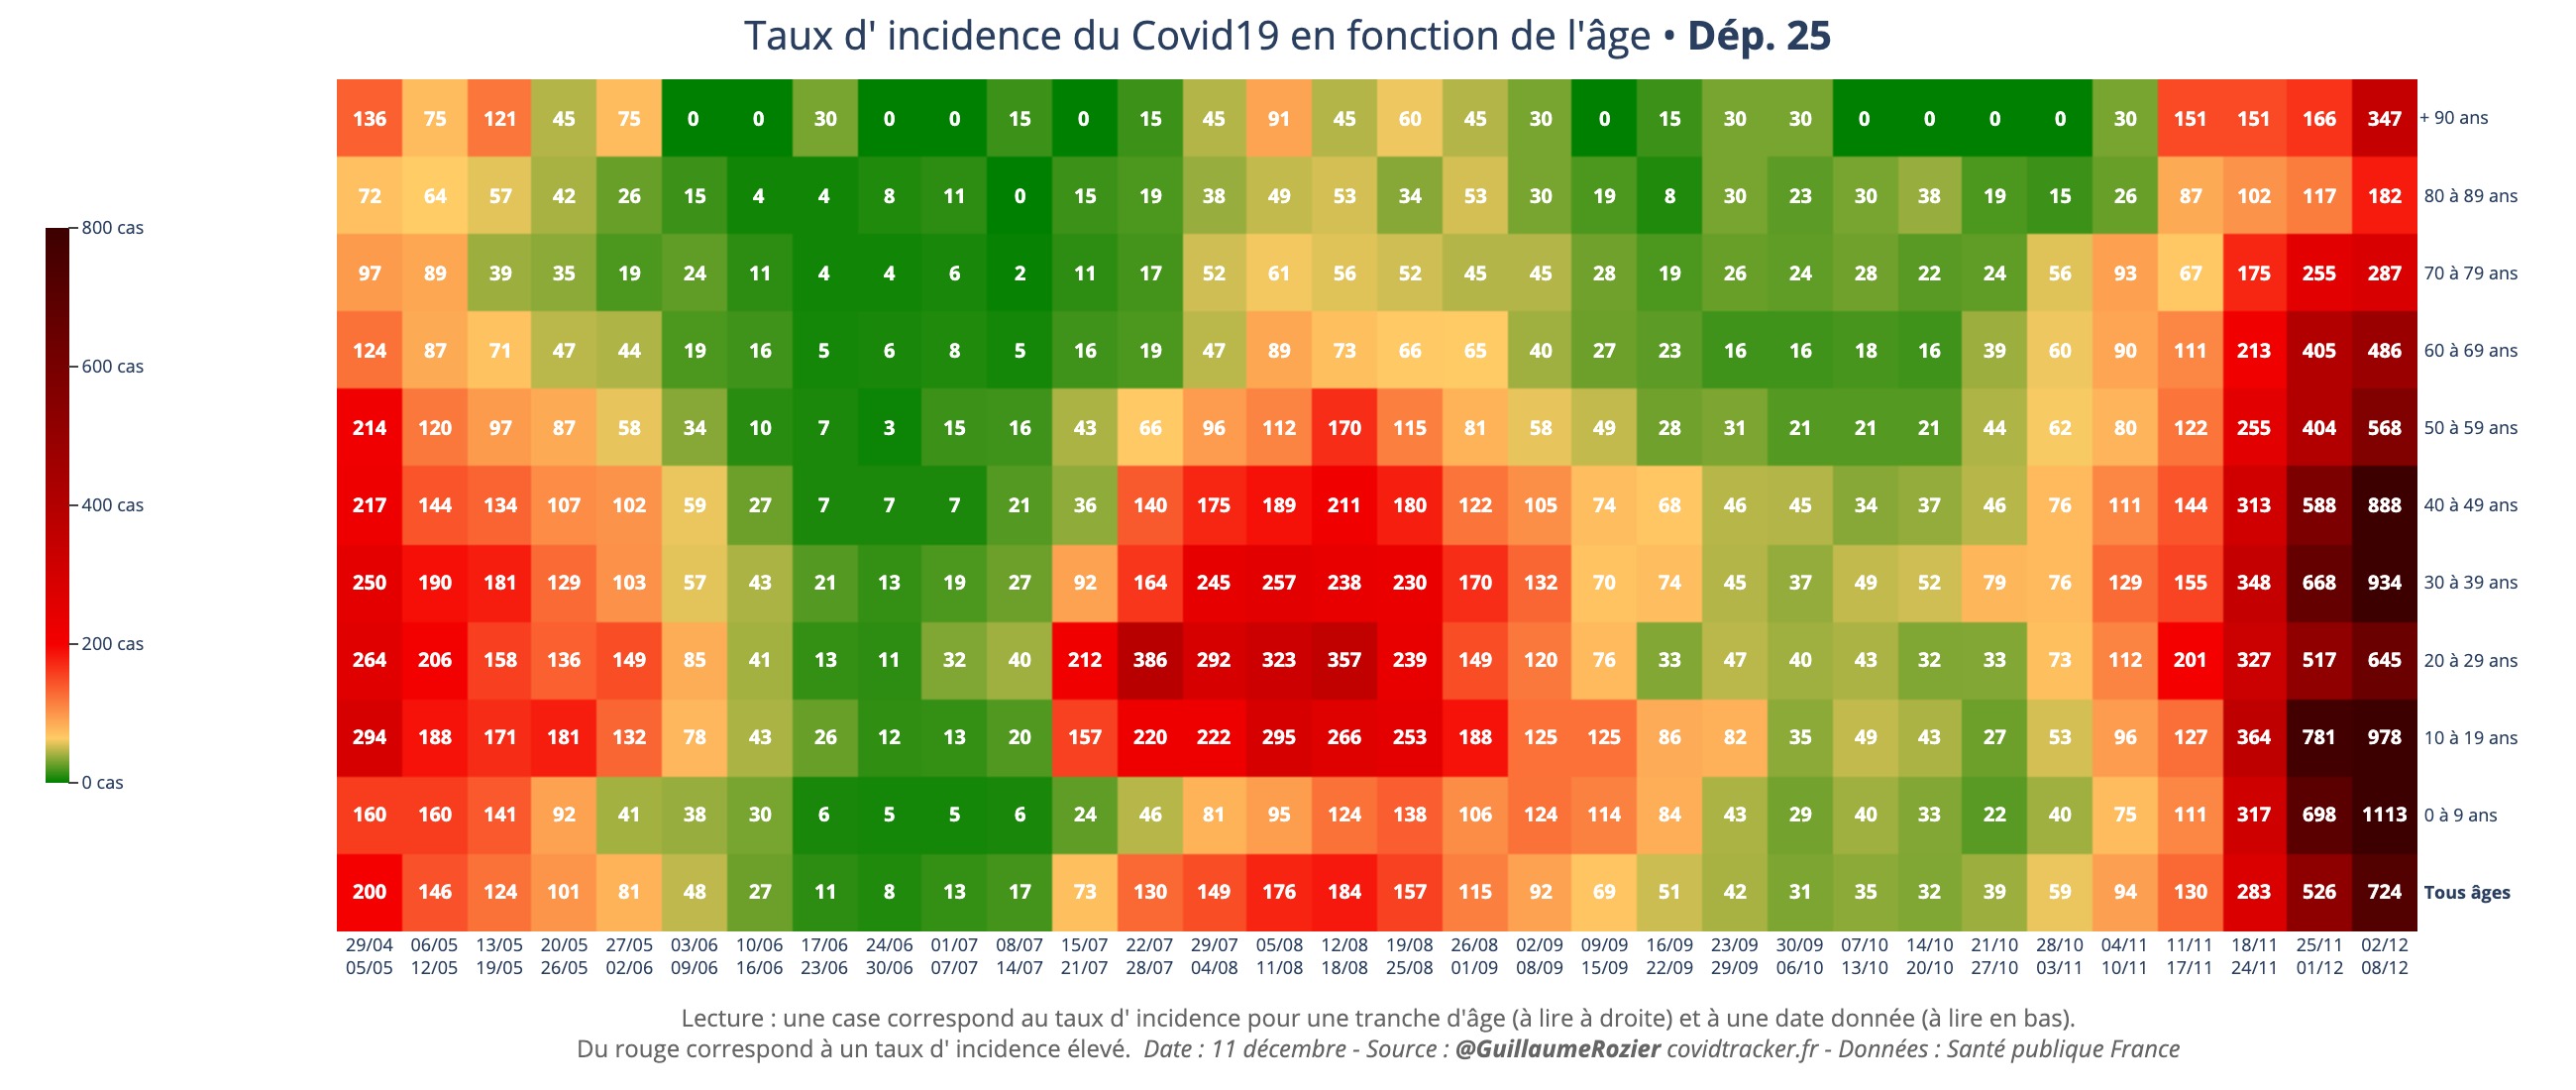 Taux d' incidence du Covid19 en fonction de l'âge • Dép. 25
136 75 121 45 75 0 0 30 0 0 15 0 15 45 91 45 60 45 30 0 15 30 30 0 0 0 0 30 151 151 166 347 + 90 ans
72 64 57 42 26 15 4 4 8 11 0 15 19 38 49 53 34 53 30 19 8 30 23 30 38 19 15 26 87 102 117 182 80 à 89 ans
800 cas
97 89 39 35 19 24 11 4 4 6 2 11 17 52 61 56 52 45 45 28 19 26 24 28 22 24 56 93 67 175 255 287 70 à 79 ans
124 87 71 47 44 19 16 5 6 8 5 16 19 47 89 73 66 65 40 27 23 16 16 18 16 39 60 90 111 213 405 486 60 à 69 ans
600 cas
214 120 97 87 58 34 10 7 3 15 16 43 66 96 112 170 115 81 58 49 28 31 21 21 21 44 62 80 122 255 404 568 50 à 59 ans
400 cas
217 144 134 107 102 59 27 7 7 7 21 36 140 175 189 211 180 122 105 74 68 46 45 34 37 46 76 111 144 313 588 888 40 à 49 ans
250 190 181 129 103 57 43 21 13 19 27 92 164 245 257 238 230 170 132 70 74 45 37 49 52 79 76 129 155 348 668 934 30 à 39 ans
200 cas
264 206 158 136 149 85 41 13 11 32 40 212 386 292 323 357 239 149 120 76 33 47 40 43 32 33 73 112 201 327 517 645 20 à 29 ans
294 188 171 181 132 78 43 26 12 13 20 157 220 222 295 266 253 188 125 125 86 82 35 49 43 27 53 96 127 364 781 978 10 à 19 ans
0 cas
160 160 141 92 41 38 30 6 5 5 6 24 46 81 95 124 138 106 124 114 84 43 29 40 33 22 40 75 111 317 698 1113 0 à 9 ans
200 146 124 101 81 48 27 11 8 13 17 73 130 149 176 184 157 115 92 69 51 42 31 35 32 39 59 94 130 283 526 724 Tous âges
29/04 06/05 13/05 20/05 27/05 03/06 10/06 17/06 24/06 01/07 08/07 15/07 22/07 29/07 05/08 12/08 19/08 26/08 02/09 09/09 16/09 23/09 30/09 07/10 14/10 21/10 28/10 04/11 11/11 18/11 25/11 02/12
05/05 12/05 19/05 26/05 02/06 09/06 16/06 23/06 30/06 07/07 14/07 21/07 28/07 04/08 11/08 18/08 25/08 01/09 08/09 15/09 22/09 29/09 06/10 13/10 20/10 27/10 03/11 10/11 17/11 24/11 01/12 08/12
Lecture : une case correspond au taux d' incidence pour une tranche d'âge (à lire à droite) et à une date donnée (à lire en bas).
Du rouge correspond à un taux d' incidence élevé. Date : 11 décembre - Source : @GuillaumeRozier covidtracker.fr - Données : Santé publique France